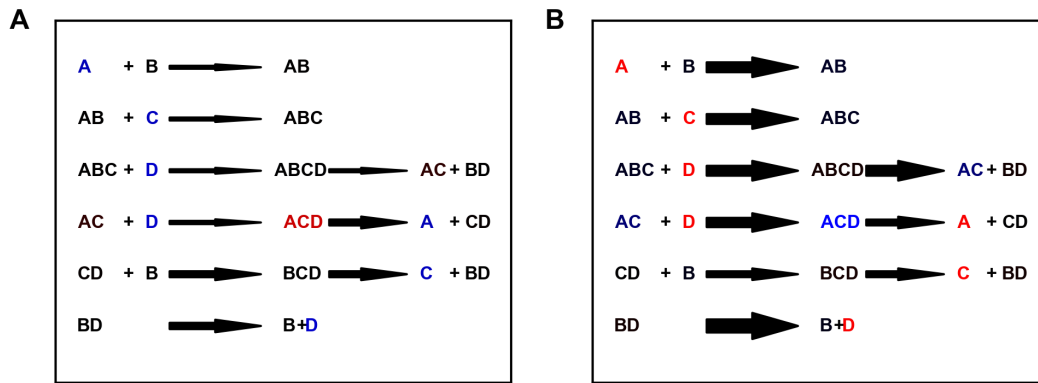 A
A + B AB
AB + C ABC
ABC + D ABCD AC + BD
AC + D ACD A + CD
CD + B BCD C + BD
BD B+D
B
A + B AB
AB + C ABC
ABC + D ABCD AC + BD
AC + D ACD A + CD
CD + B BCD C + BD
BD B+D